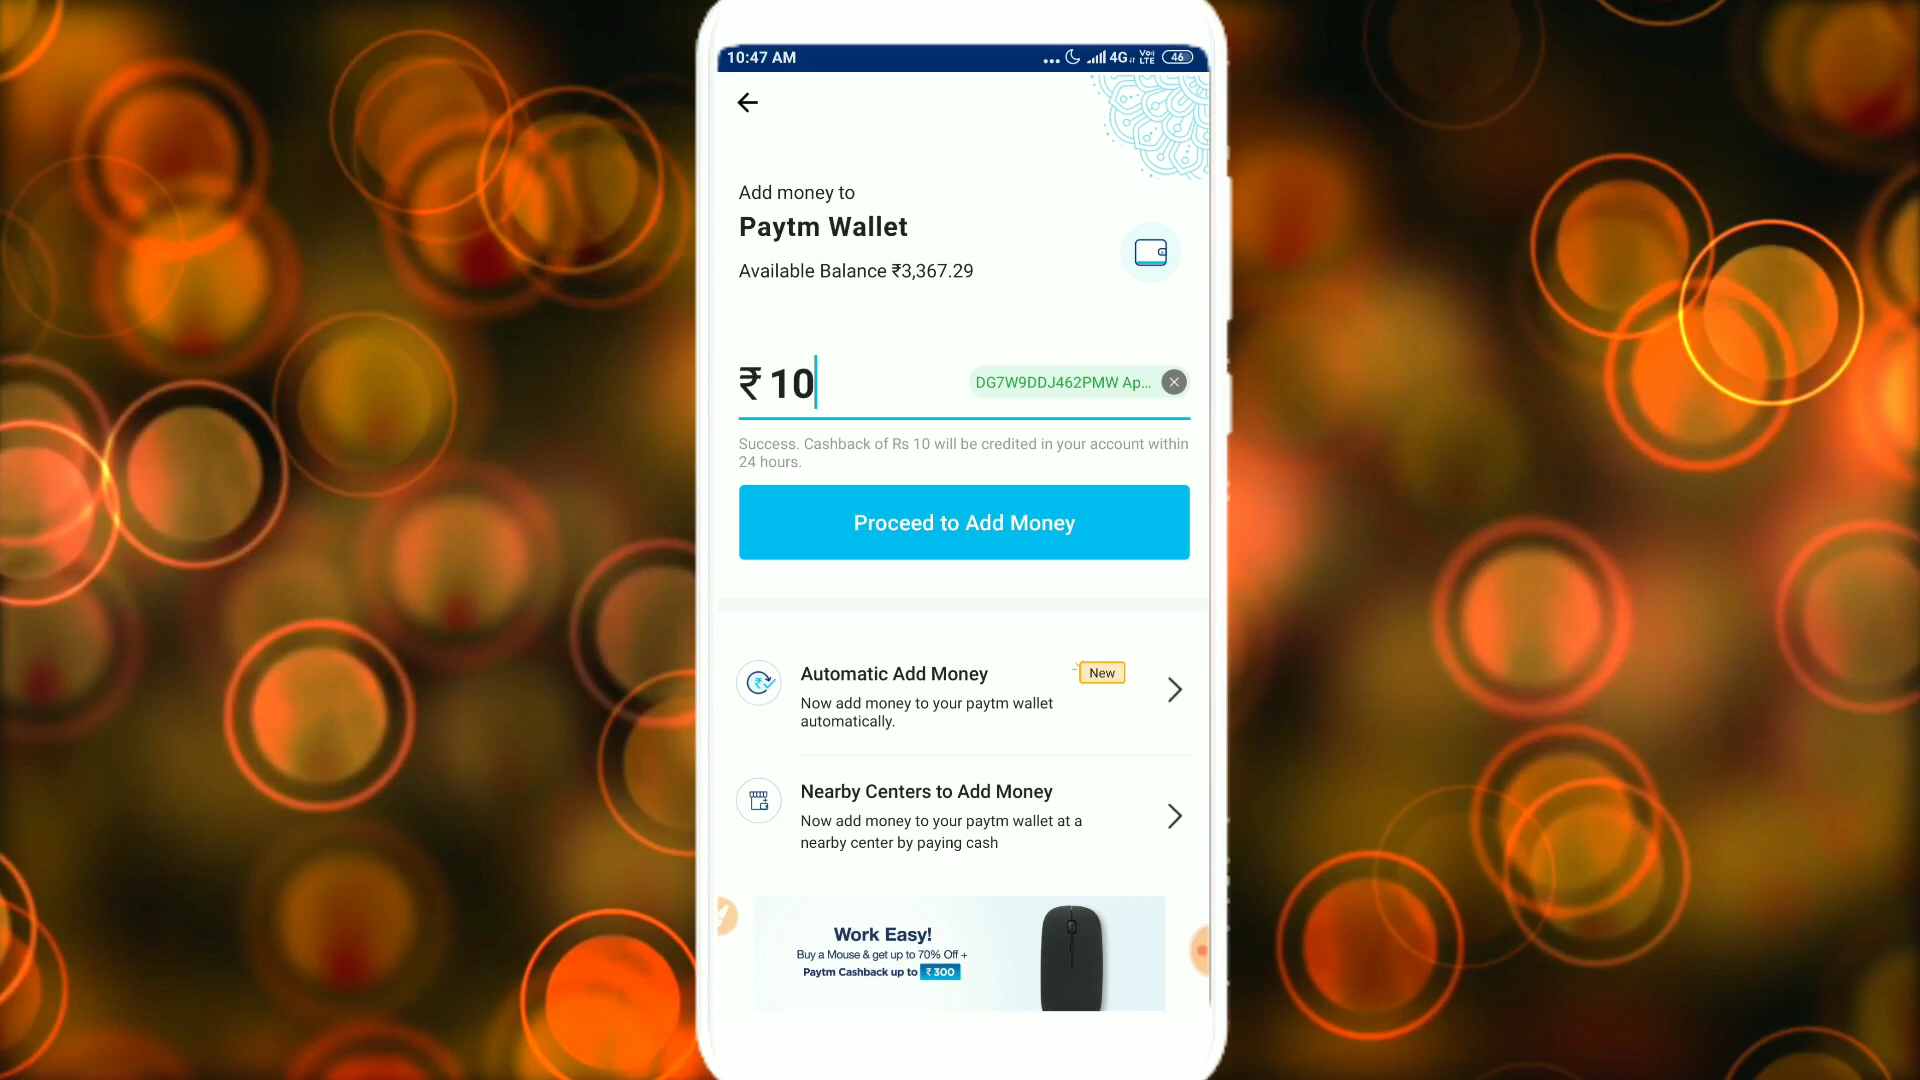 10:47 AM
4G
Vo)
LTE
46
Add money to
Paytm Wallet
Available Balance ₹3,367.29
₹ 10
DG7W9DDJ462PMW Ap...
Success. Cashback of Rs 10 will be credited in your account within
24 hours.
Proceed to Add Money
Automatic Add Money
New
Now add money to your paytm wallet
automatically.
Nearby Centers to Add Money
Now add money to your paytm wallet at a
nearby center by paying cash
Work Easy!
Buy a Mouse & get up to 70% Off +
Paytm Cashback up to ₹300